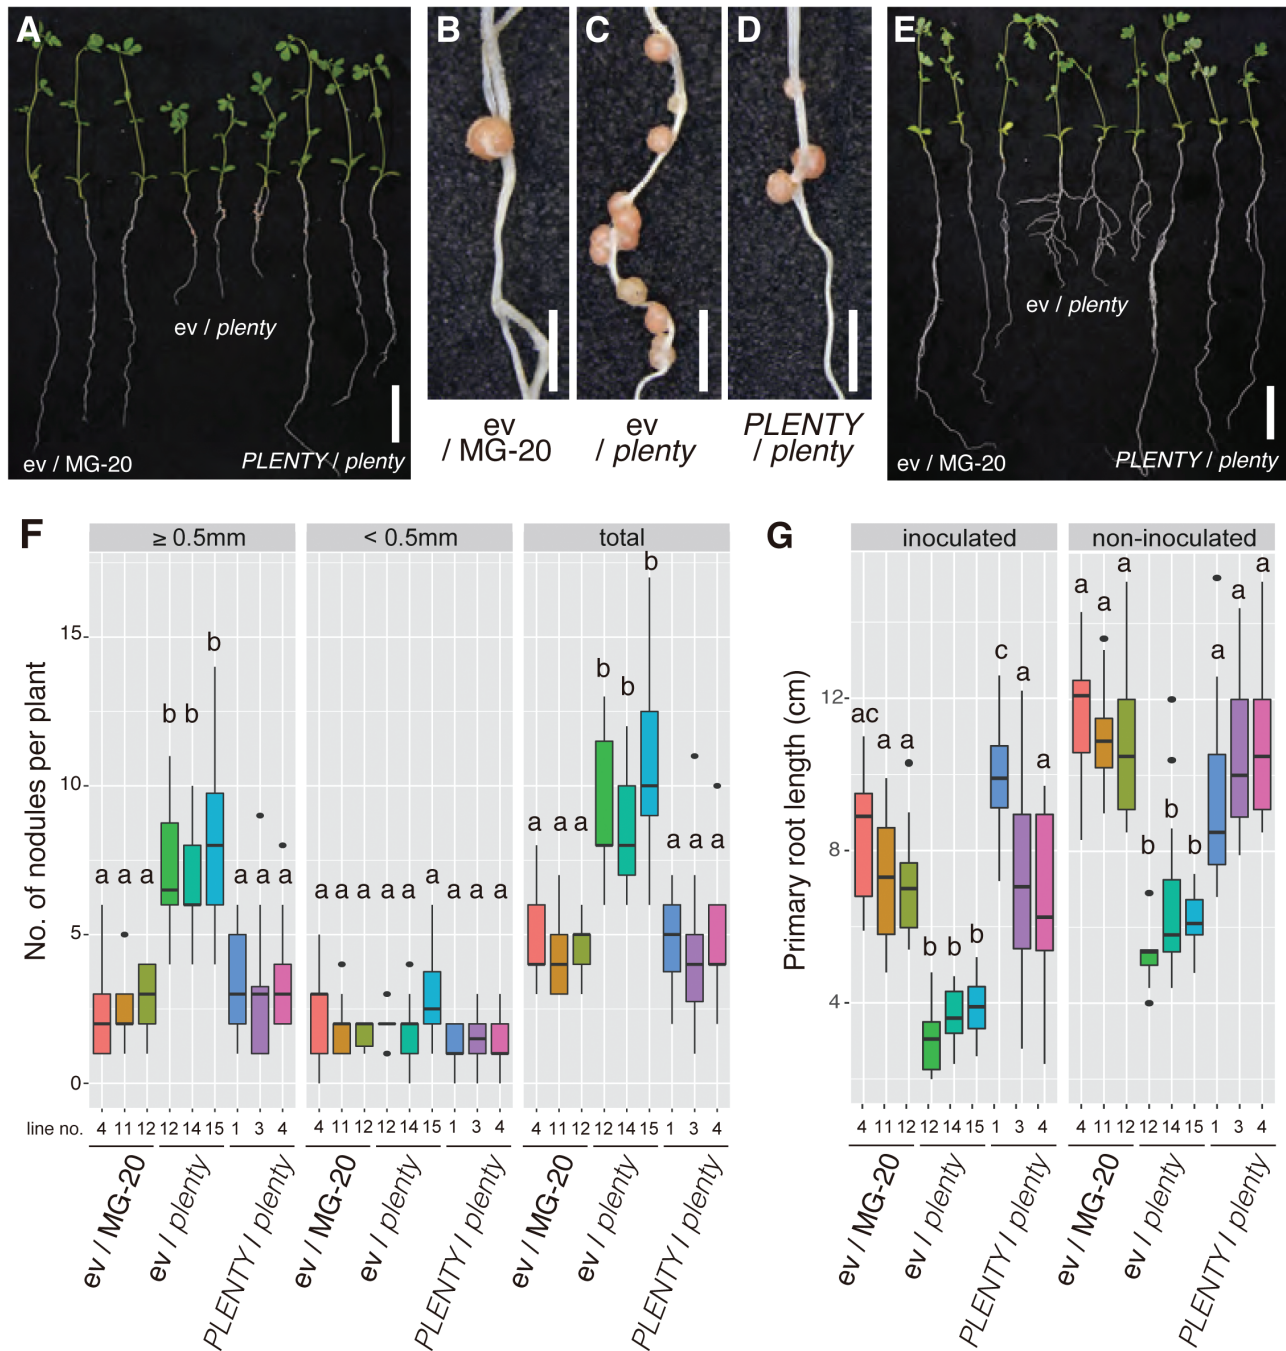 A
B
C
D
E
ev / plenty
ev / MG-20
PLENTY / plenty
ev
/ MG-20
ev
/ plenty
PLENTY
/ plenty
ev / plenty
ev / MG-20
PLENTY / plenty
F
≥ 0.5mm
< 0.5mm
total
No. of nodules per plant
15
10
5
0
a a a b b b a a a
a a a a a a a a a
a a a b b b a a a
line no.
4 11 12 12 14 15 1 3 4
4 11 12 12 14 15 1 3 4
4 11 12 12 14 15 1 3 4
ev / MG-20
ev / plenty
PLENTY / plenty
ev / MG-20
ev / plenty
PLENTY / plenty
ev / MG-20
ev / plenty
PLENTY / plenty
G
inoculated
non-inoculated
Primary root length (cm)
12
8
4
ac a a b b b c a a
a a a b b b a a a
4 11 12 12 14 15 1 3 4
4 11 12 12 14 15 1 3 4
ev / MG-20
ev / plenty
PLENTY / plenty
ev / MG-20
ev / plenty
PLENTY / plenty